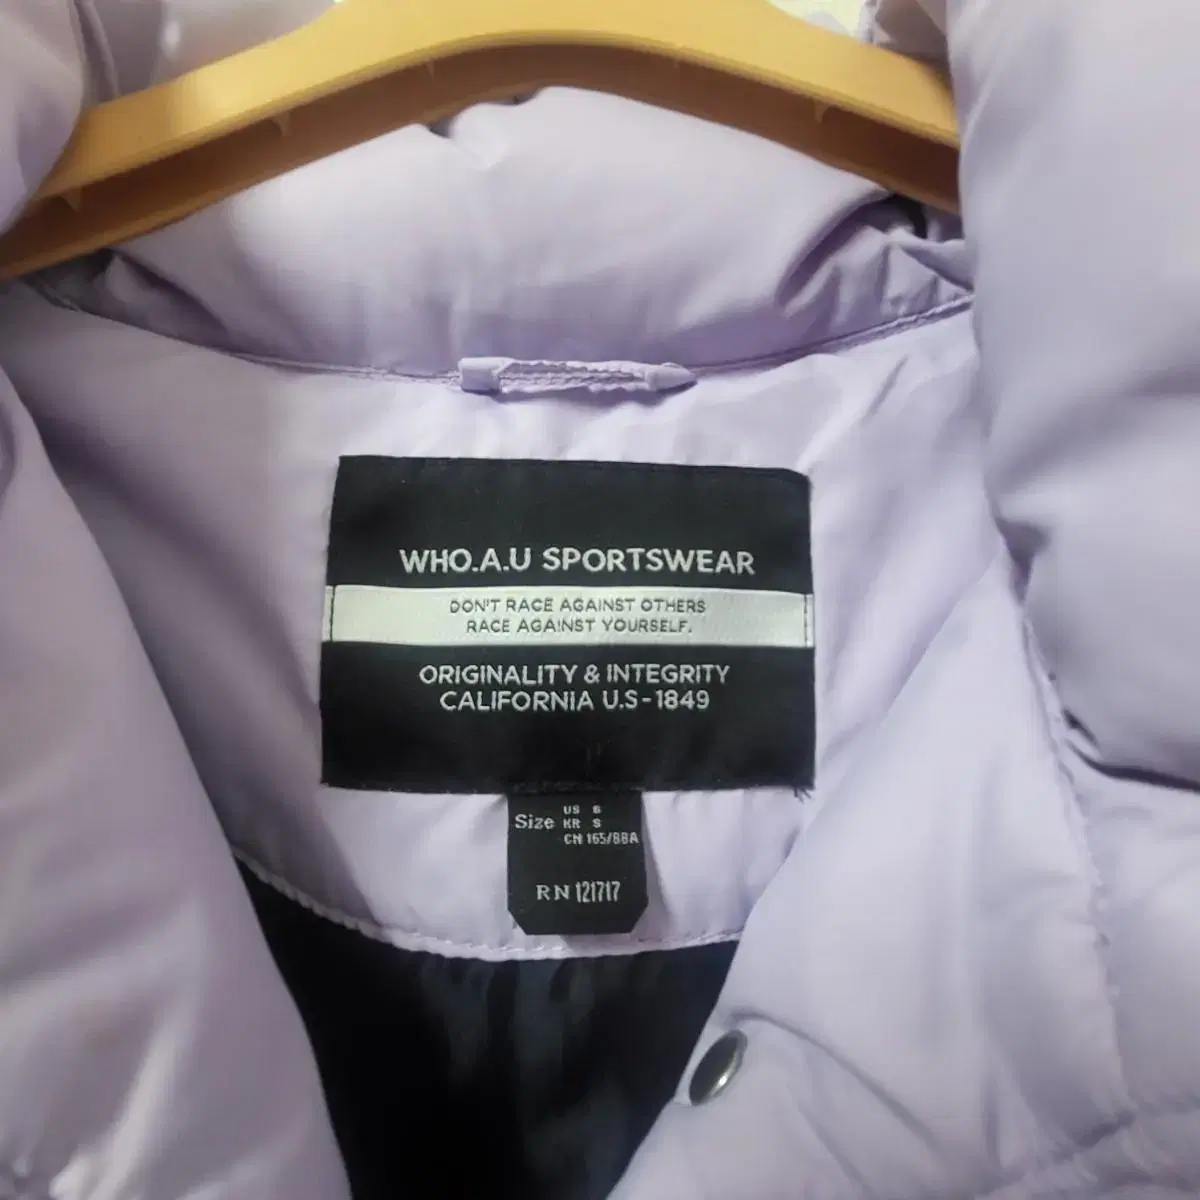 WHO.A.U SPORTSWEAR
DON'T RACE AGAINST OTHERS
RACE AGAINST YOURSELF.
ORIGINALITY & INTEGRITY
CALIFORNIA U.S-1849
Size
US 6
KR S
CN 165/88A
RN 121717